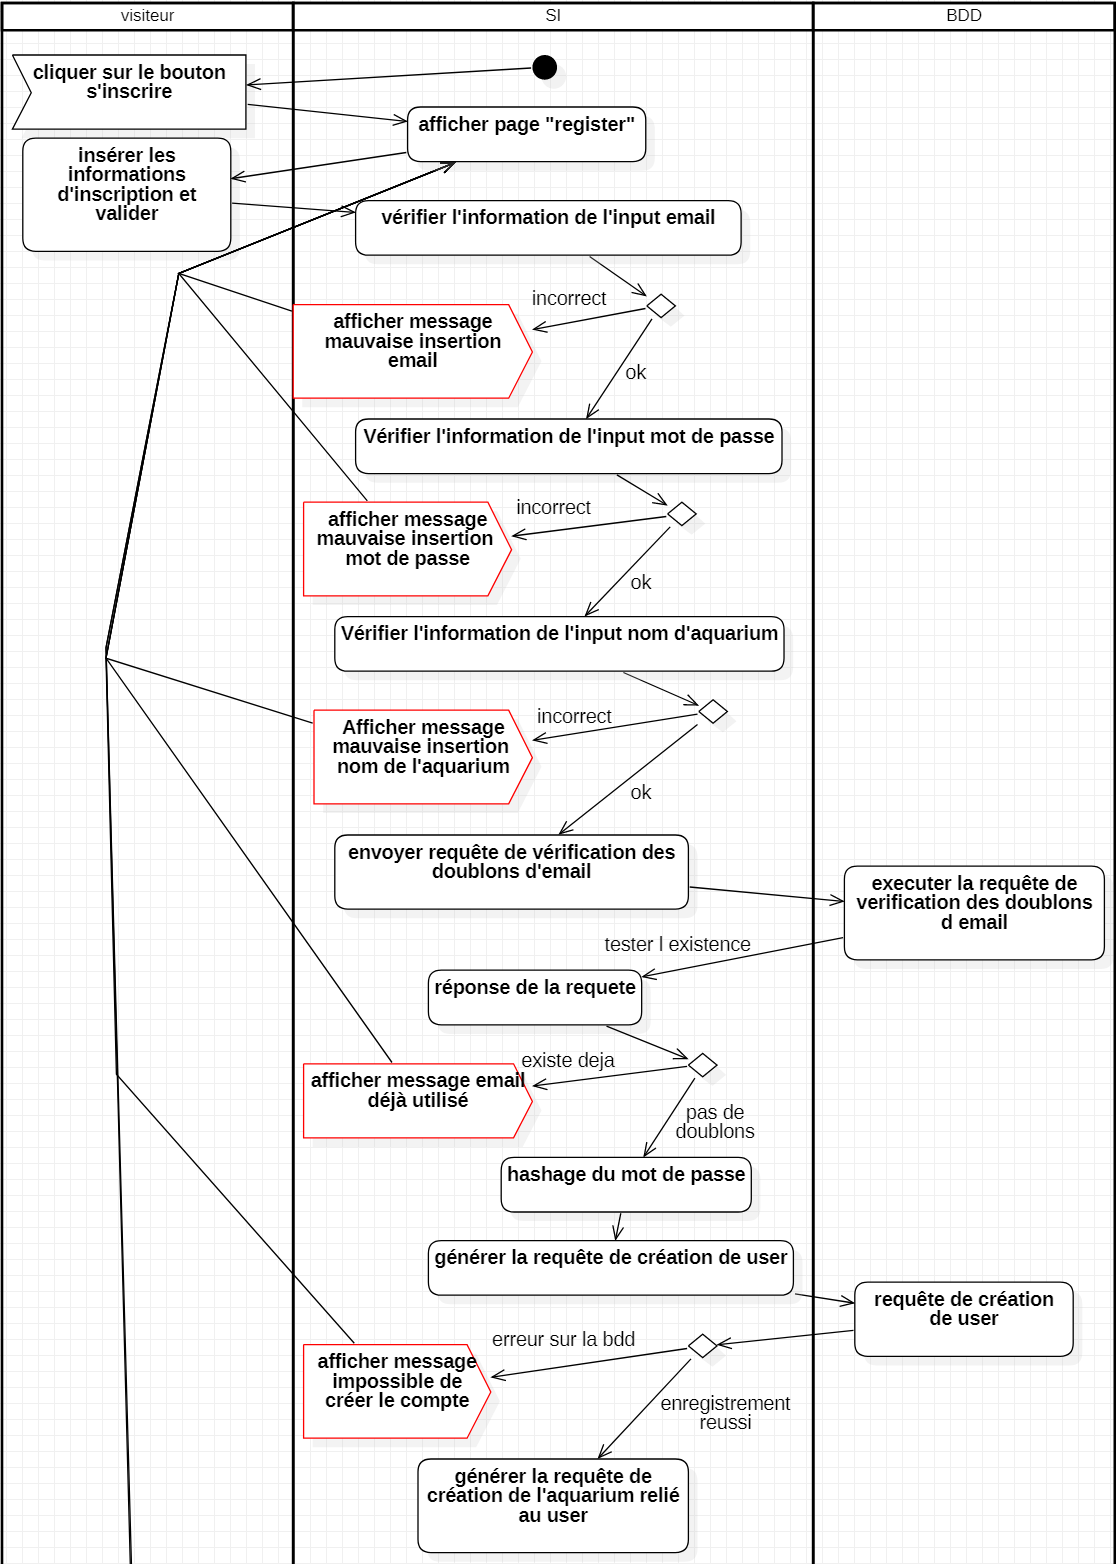 visiteur
SI
BDD
cliquer sur le bouton
s'inscrire
afficher page "register"
insérer les
informations
d'inscription et
valider
vérifier l'information de l'input email
incorrect
afficher message
mauvaise insertion
email
ok
Vérifier l'information de l'input mot de passe
incorrect
afficher message
mauvaise insertion
mot de passe
ok
Vérifier l'information de l'input nom d'aquarium
incorrect
Afficher message
mauvaise insertion
nom de l'aquarium
ok
envoyer requête de vérification des
doublons d'email
executer la requête de
verification des doublons
d email
tester l existence
réponse de la requete
existe deja
afficher message email
déjà utilisé
pas de
doublons
hashage du mot de passe
générer la requête de création de user
requête de création
de user
erreur sur la bdd
afficher message
impossible de
créer le compte
enregistrement
reussi
générer la requête de
création de l'aquarium relié
au user